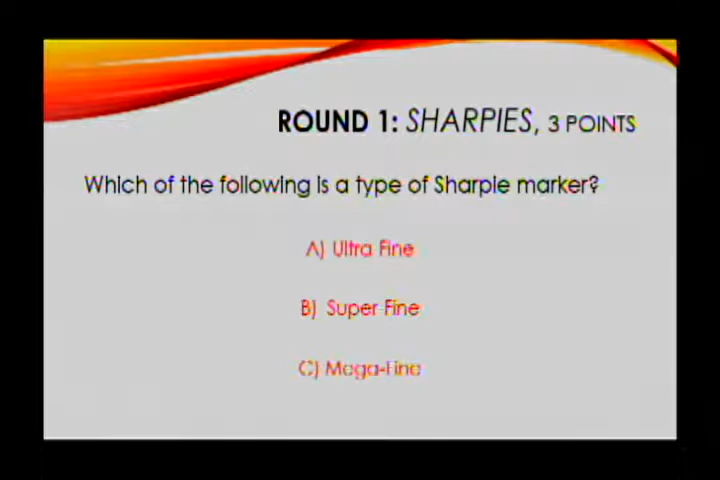 ROUND 1: SHARPIES, 3 POINTS
Which of the following is a type of Sharpie marker?
A) Ultra Fine
B) Super Fine
C) Mega-Fine